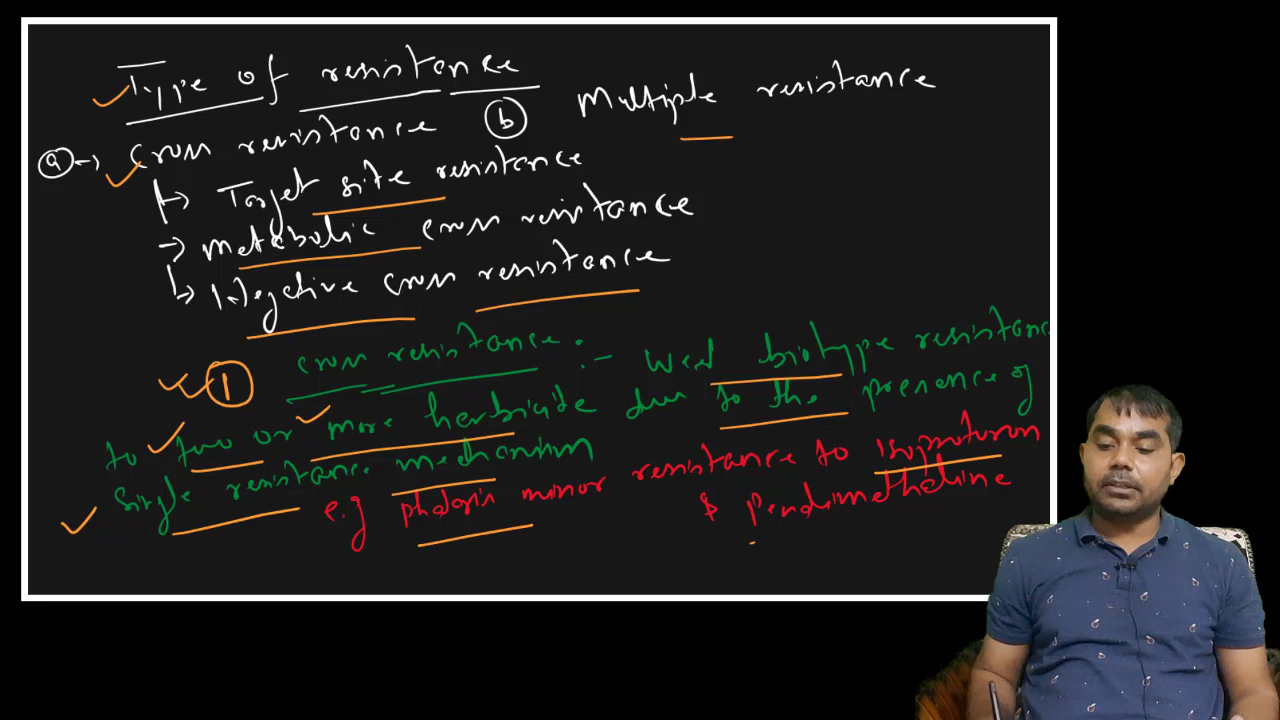 Type of resistance
ⓐ → Cross resistance ⓑ Multiple resistance
→ Target site resistance
→ metabolic cross resistance
↳ Negative cross resistance
① cross resistance :- Weed biotype resistance
to two or more herbicide due to the presence of
single resistance mechanism
e.g phalaris minor resistance to isoproturon
& Pendimethaline